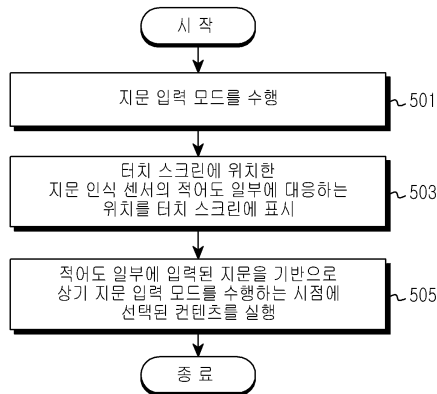 시 작
지문 입력 모드를 수행
501
터치 스크린에 위치한
지문 인식 센서의 적어도 일부에 대응하는
위치를 터치 스크린에 표시
503
적어도 일부에 입력된 지문을 기반으로
상기 지문 입력 모드를 수행하는 시점에
선택된 컨텐츠를 실행
505
종 료